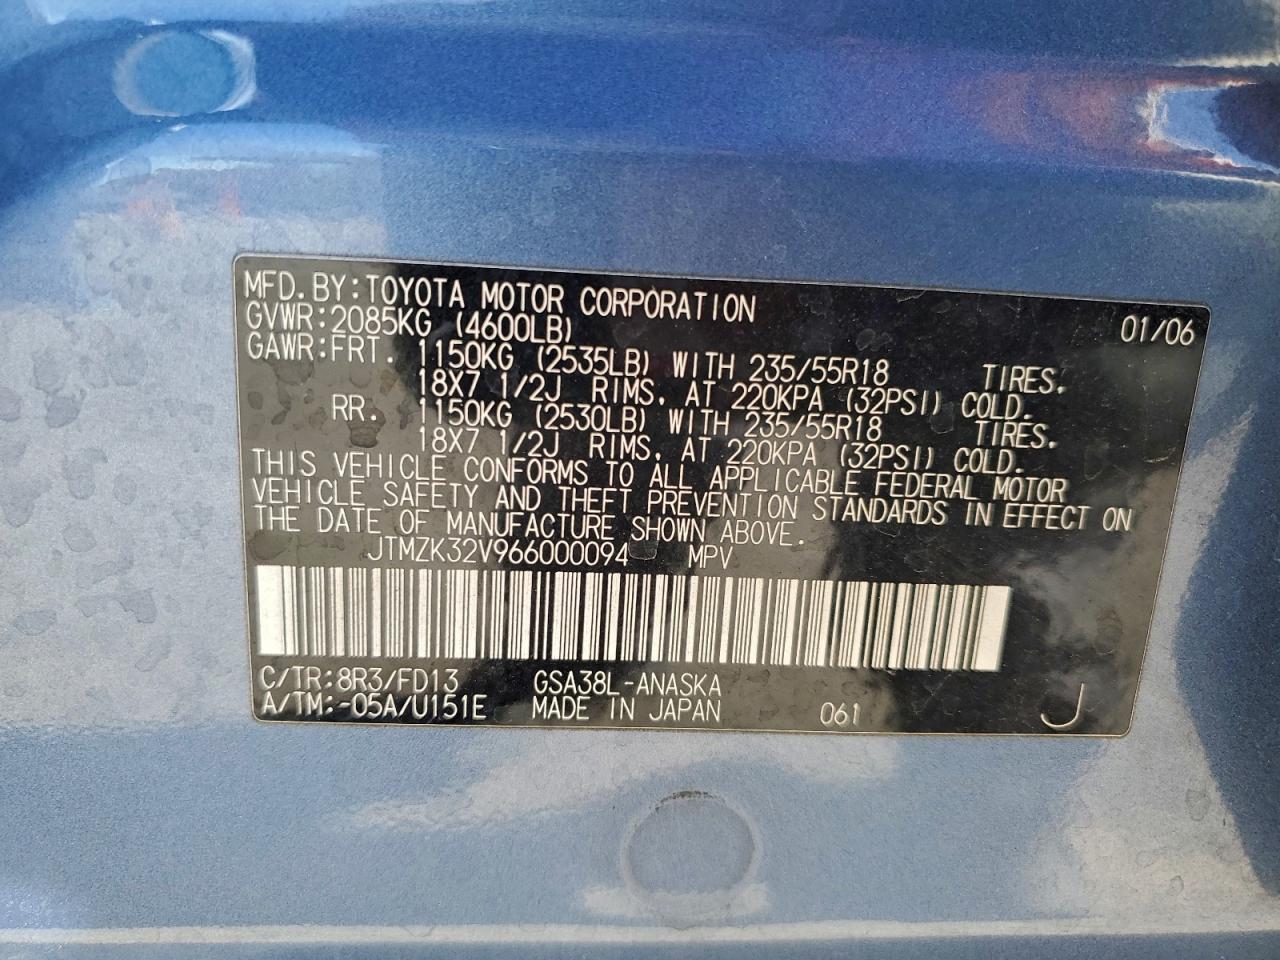 MFD. BY: TOYOTA MOTOR CORPORATION 01/06
GVWR: 2085KG (4600LB)
GAWR: FRT. 1150KG (2535LB) WITH 235/55R18 TIRES,
18X7 1/2J RIMS, AT 220KPA (32PSI) COLD.
RR. 1150KG (2530LB) WITH 235/55R18 TIRES,
18X7 1/2J RIMS, AT 220KPA (32PSI) COLD.
THIS VEHICLE CONFORMS TO ALL APPLICABLE FEDERAL MOTOR
VEHICLE SAFETY AND THEFT PREVENTION STANDARDS IN EFFECT ON
THE DATE OF MANUFACTURE SHOWN ABOVE.
JTMZK32V966000094 MPV
C/TR: 8R3/FD13 GSA38L-ANASKA
A/TM: -05A/U151E MADE IN JAPAN 061 J